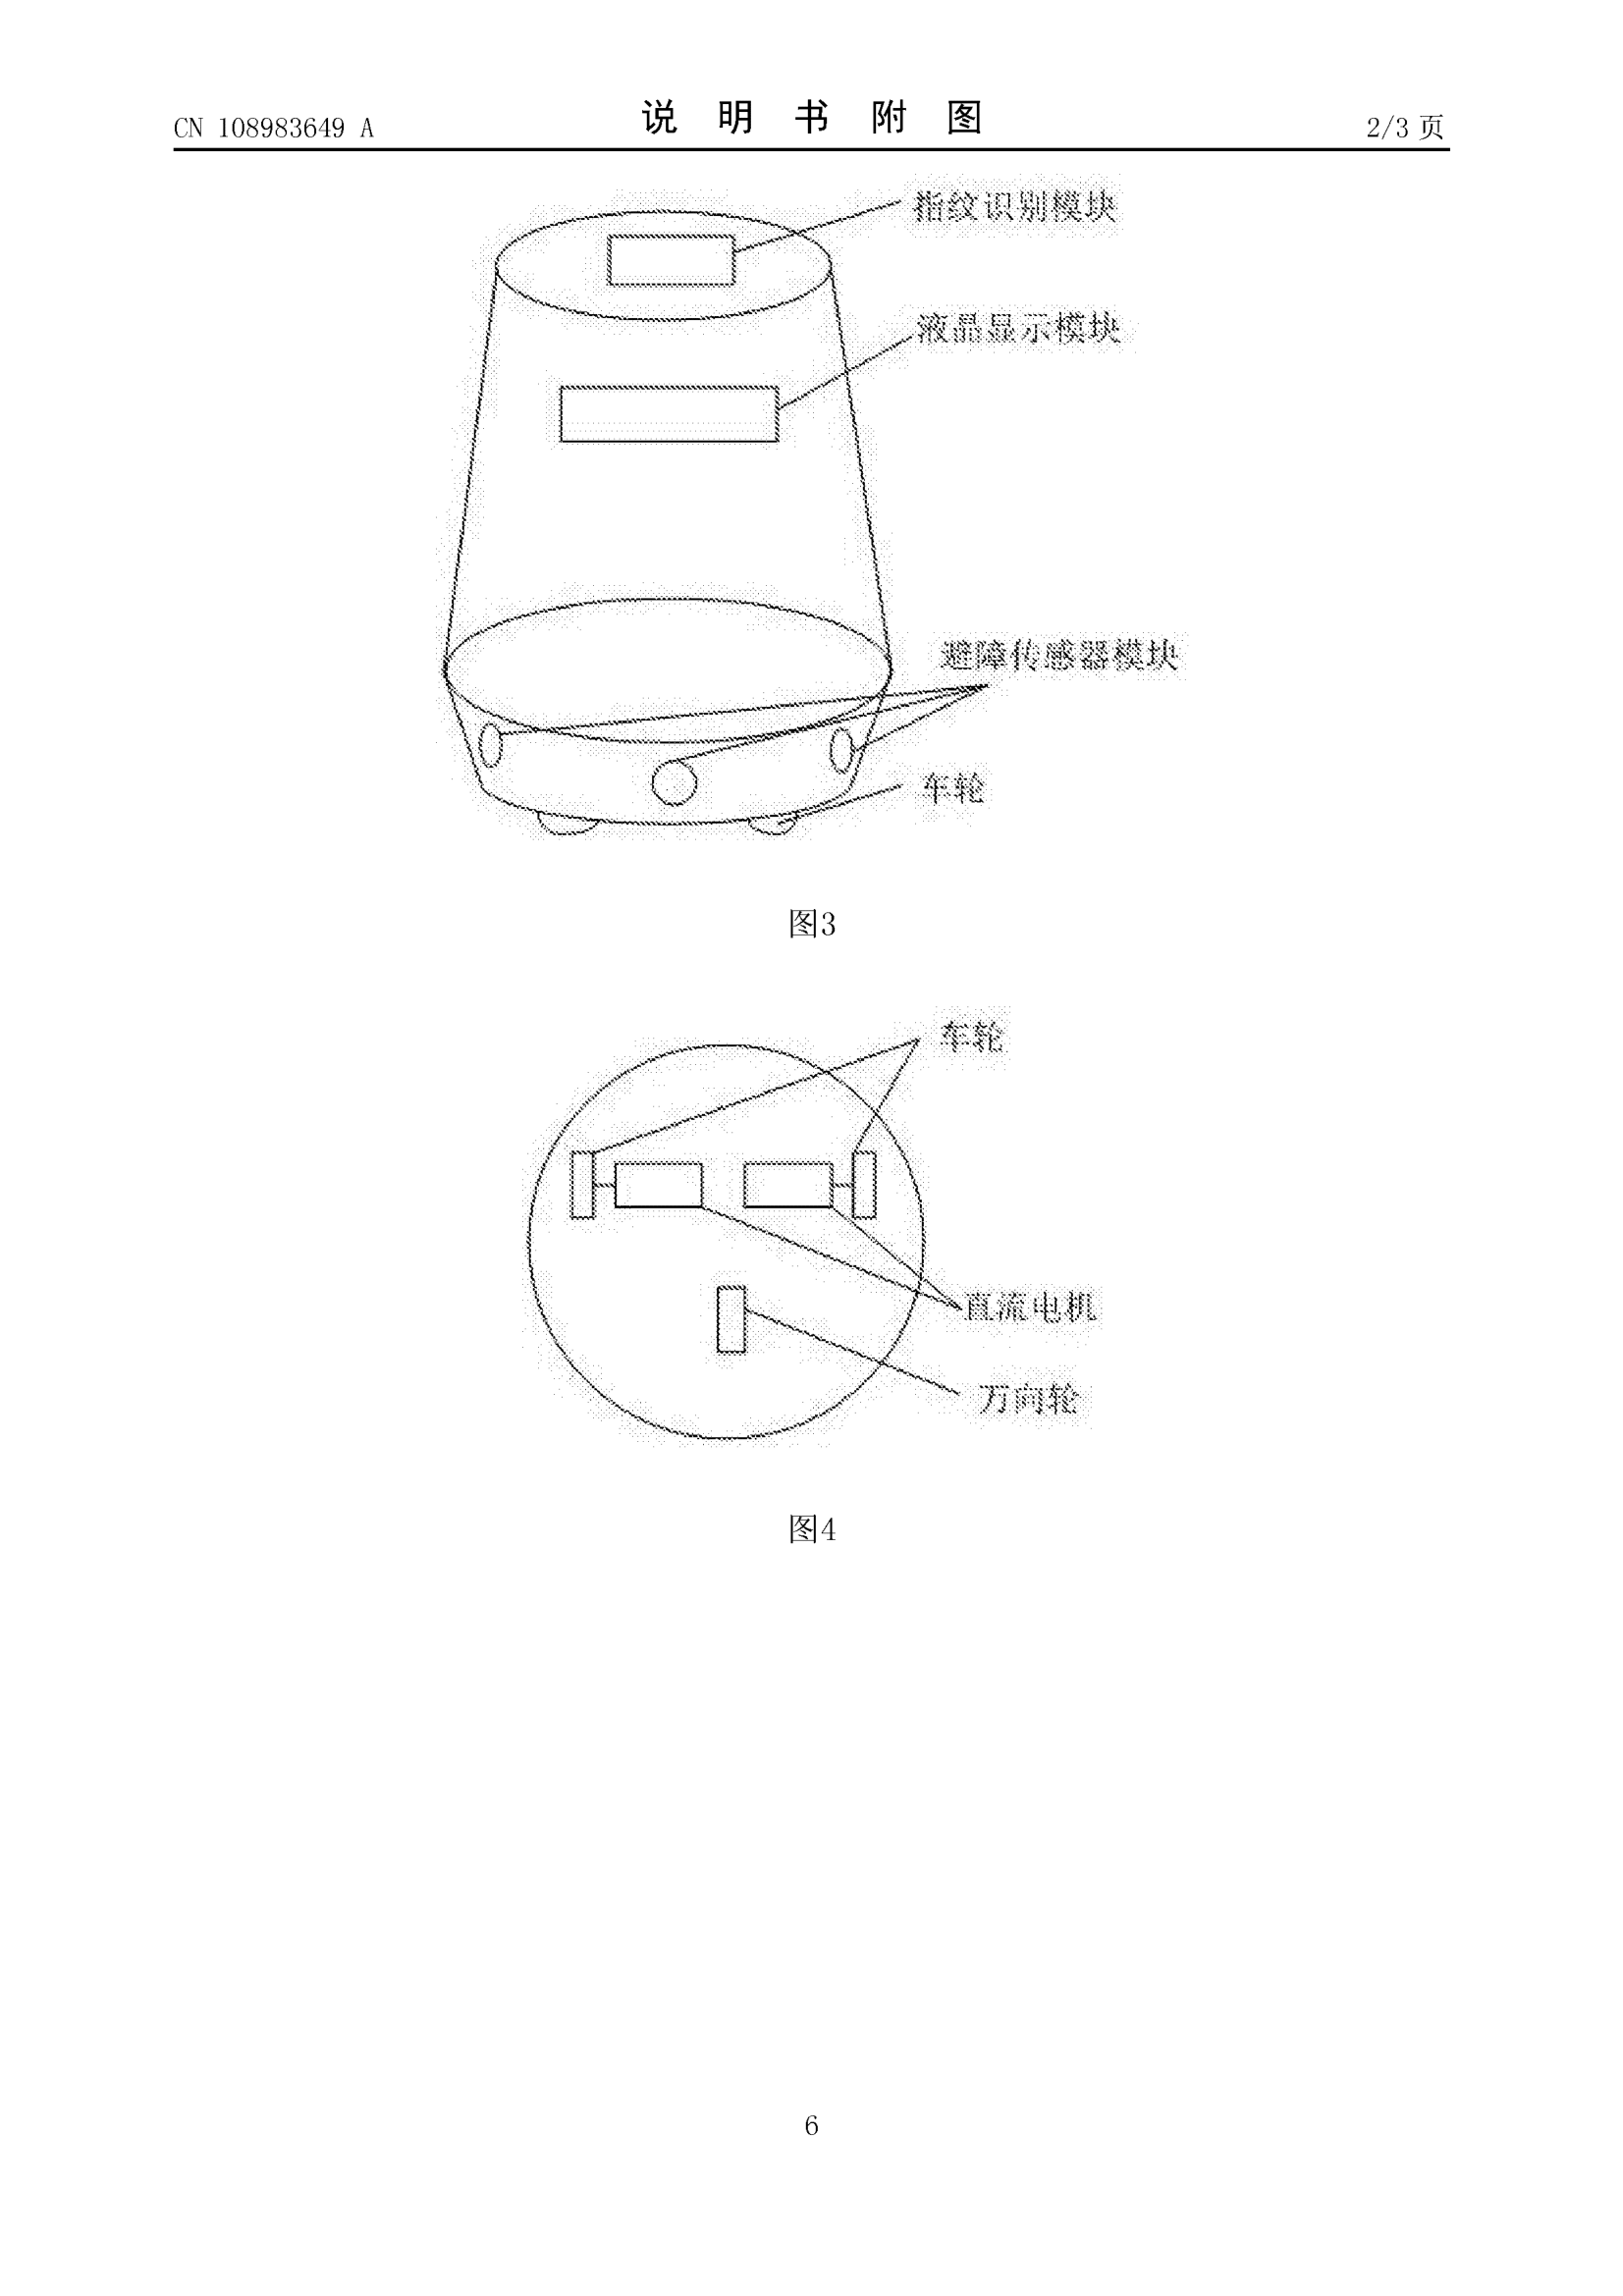 CN 108983649 A
说明书附图
2/3 页
指纹识别模块
液晶显示模块
避障传感器模块
车轮
图3
车轮
直流电机
万向轮
图4
6